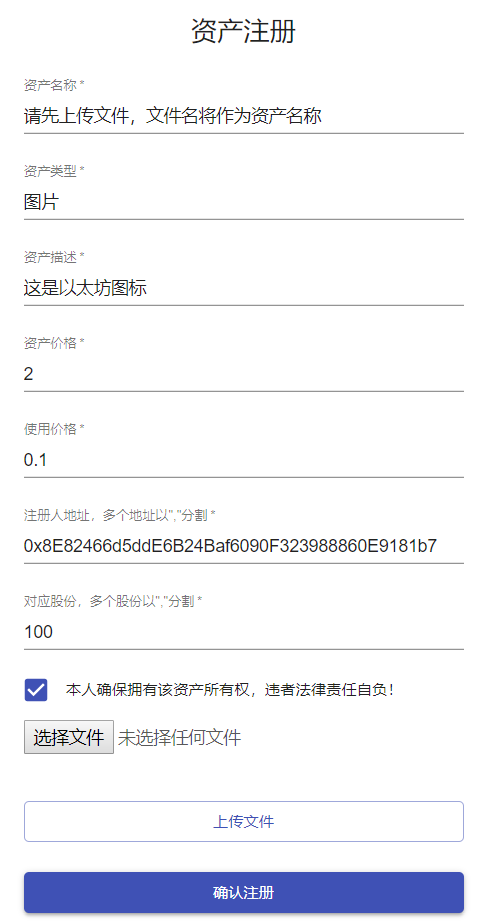 资产注册
资产名称 *
请先上传文件，文件名将作为资产名称
资产类型 *
图片
资产描述 *
这是以太坊图标
资产价格 *
2
使用价格 *
0.1
注册人地址，多个地址以","分割 *
0x8E82466d5ddE6B24Baf6090F323988860E9181b7
对应股份，多个股份以","分割 *
100
本人确保拥有该资产所有权，违者法律责任自负！
选择文件 未选择任何文件
上传文件
确认注册